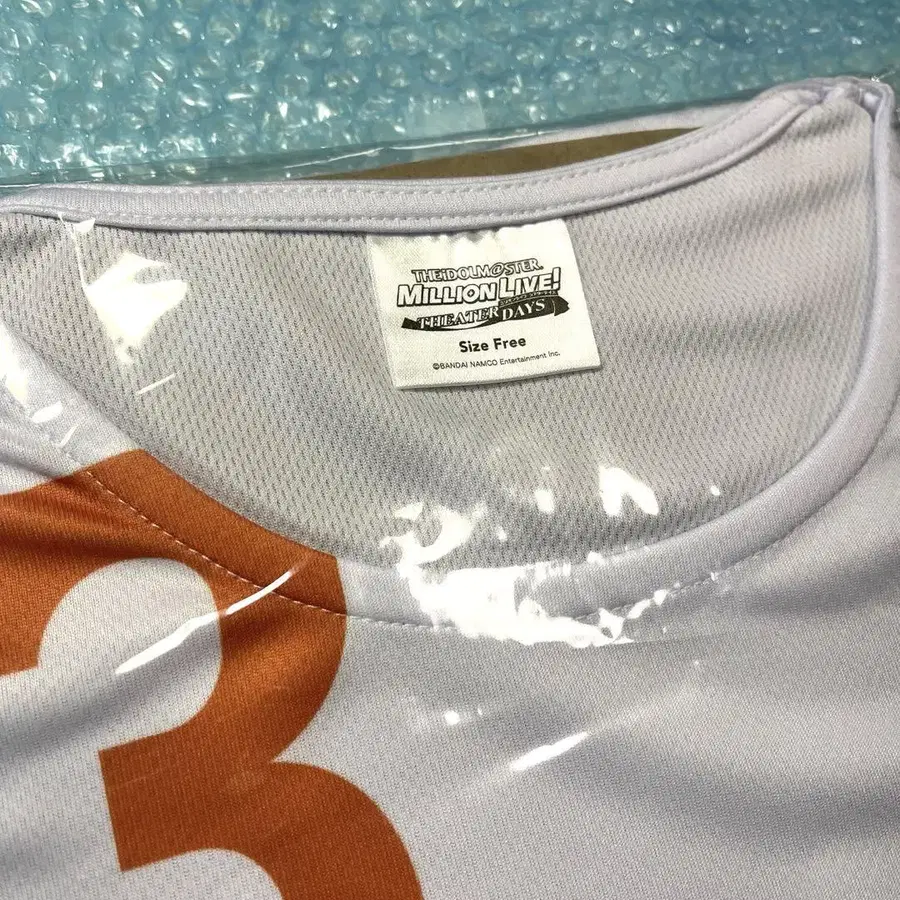 THE iDOLM@STER
MILLION LIVE!
THEATER DAYS
Size Free
©BANDAI NAMCO Entertainment Inc.
3